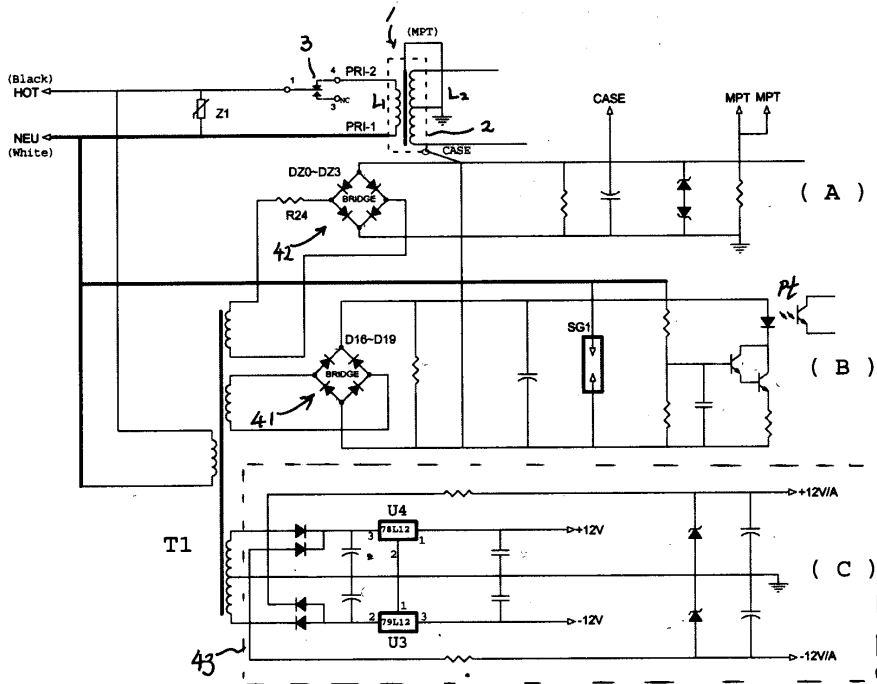 1
(MPT)
3
4
PRI-2
(Black)
HOT
1
NC
3
L1
L2
CASE
MPT
MPT
Z1
NEU
(White)
PRI-1
2
CASE
DZ0~DZ3
BRIDGE
R24
( A )
42
Pt
D16~D19
SG1
BRIDGE
( B )
41
+12V/A
U4
T1
3
78L12
1
+12V
2
( C )
1
2
79L12
3
-12V
U3
43
-12V/A